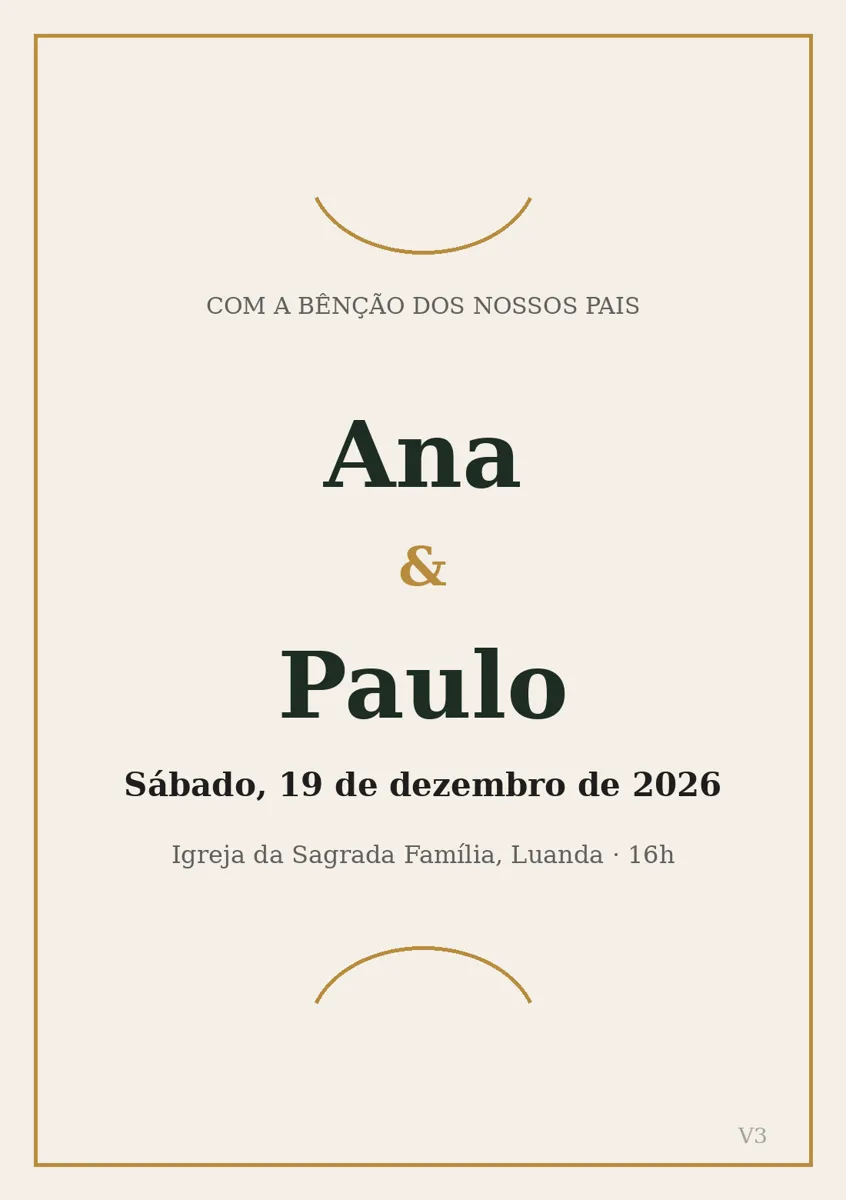 COM A BÊNÇÃO DOS NOSSOS PAIS
Ana
&
Paulo
Sábado, 19 de dezembro de 2026
Igreja da Sagrada Família, Luanda · 16h
V3